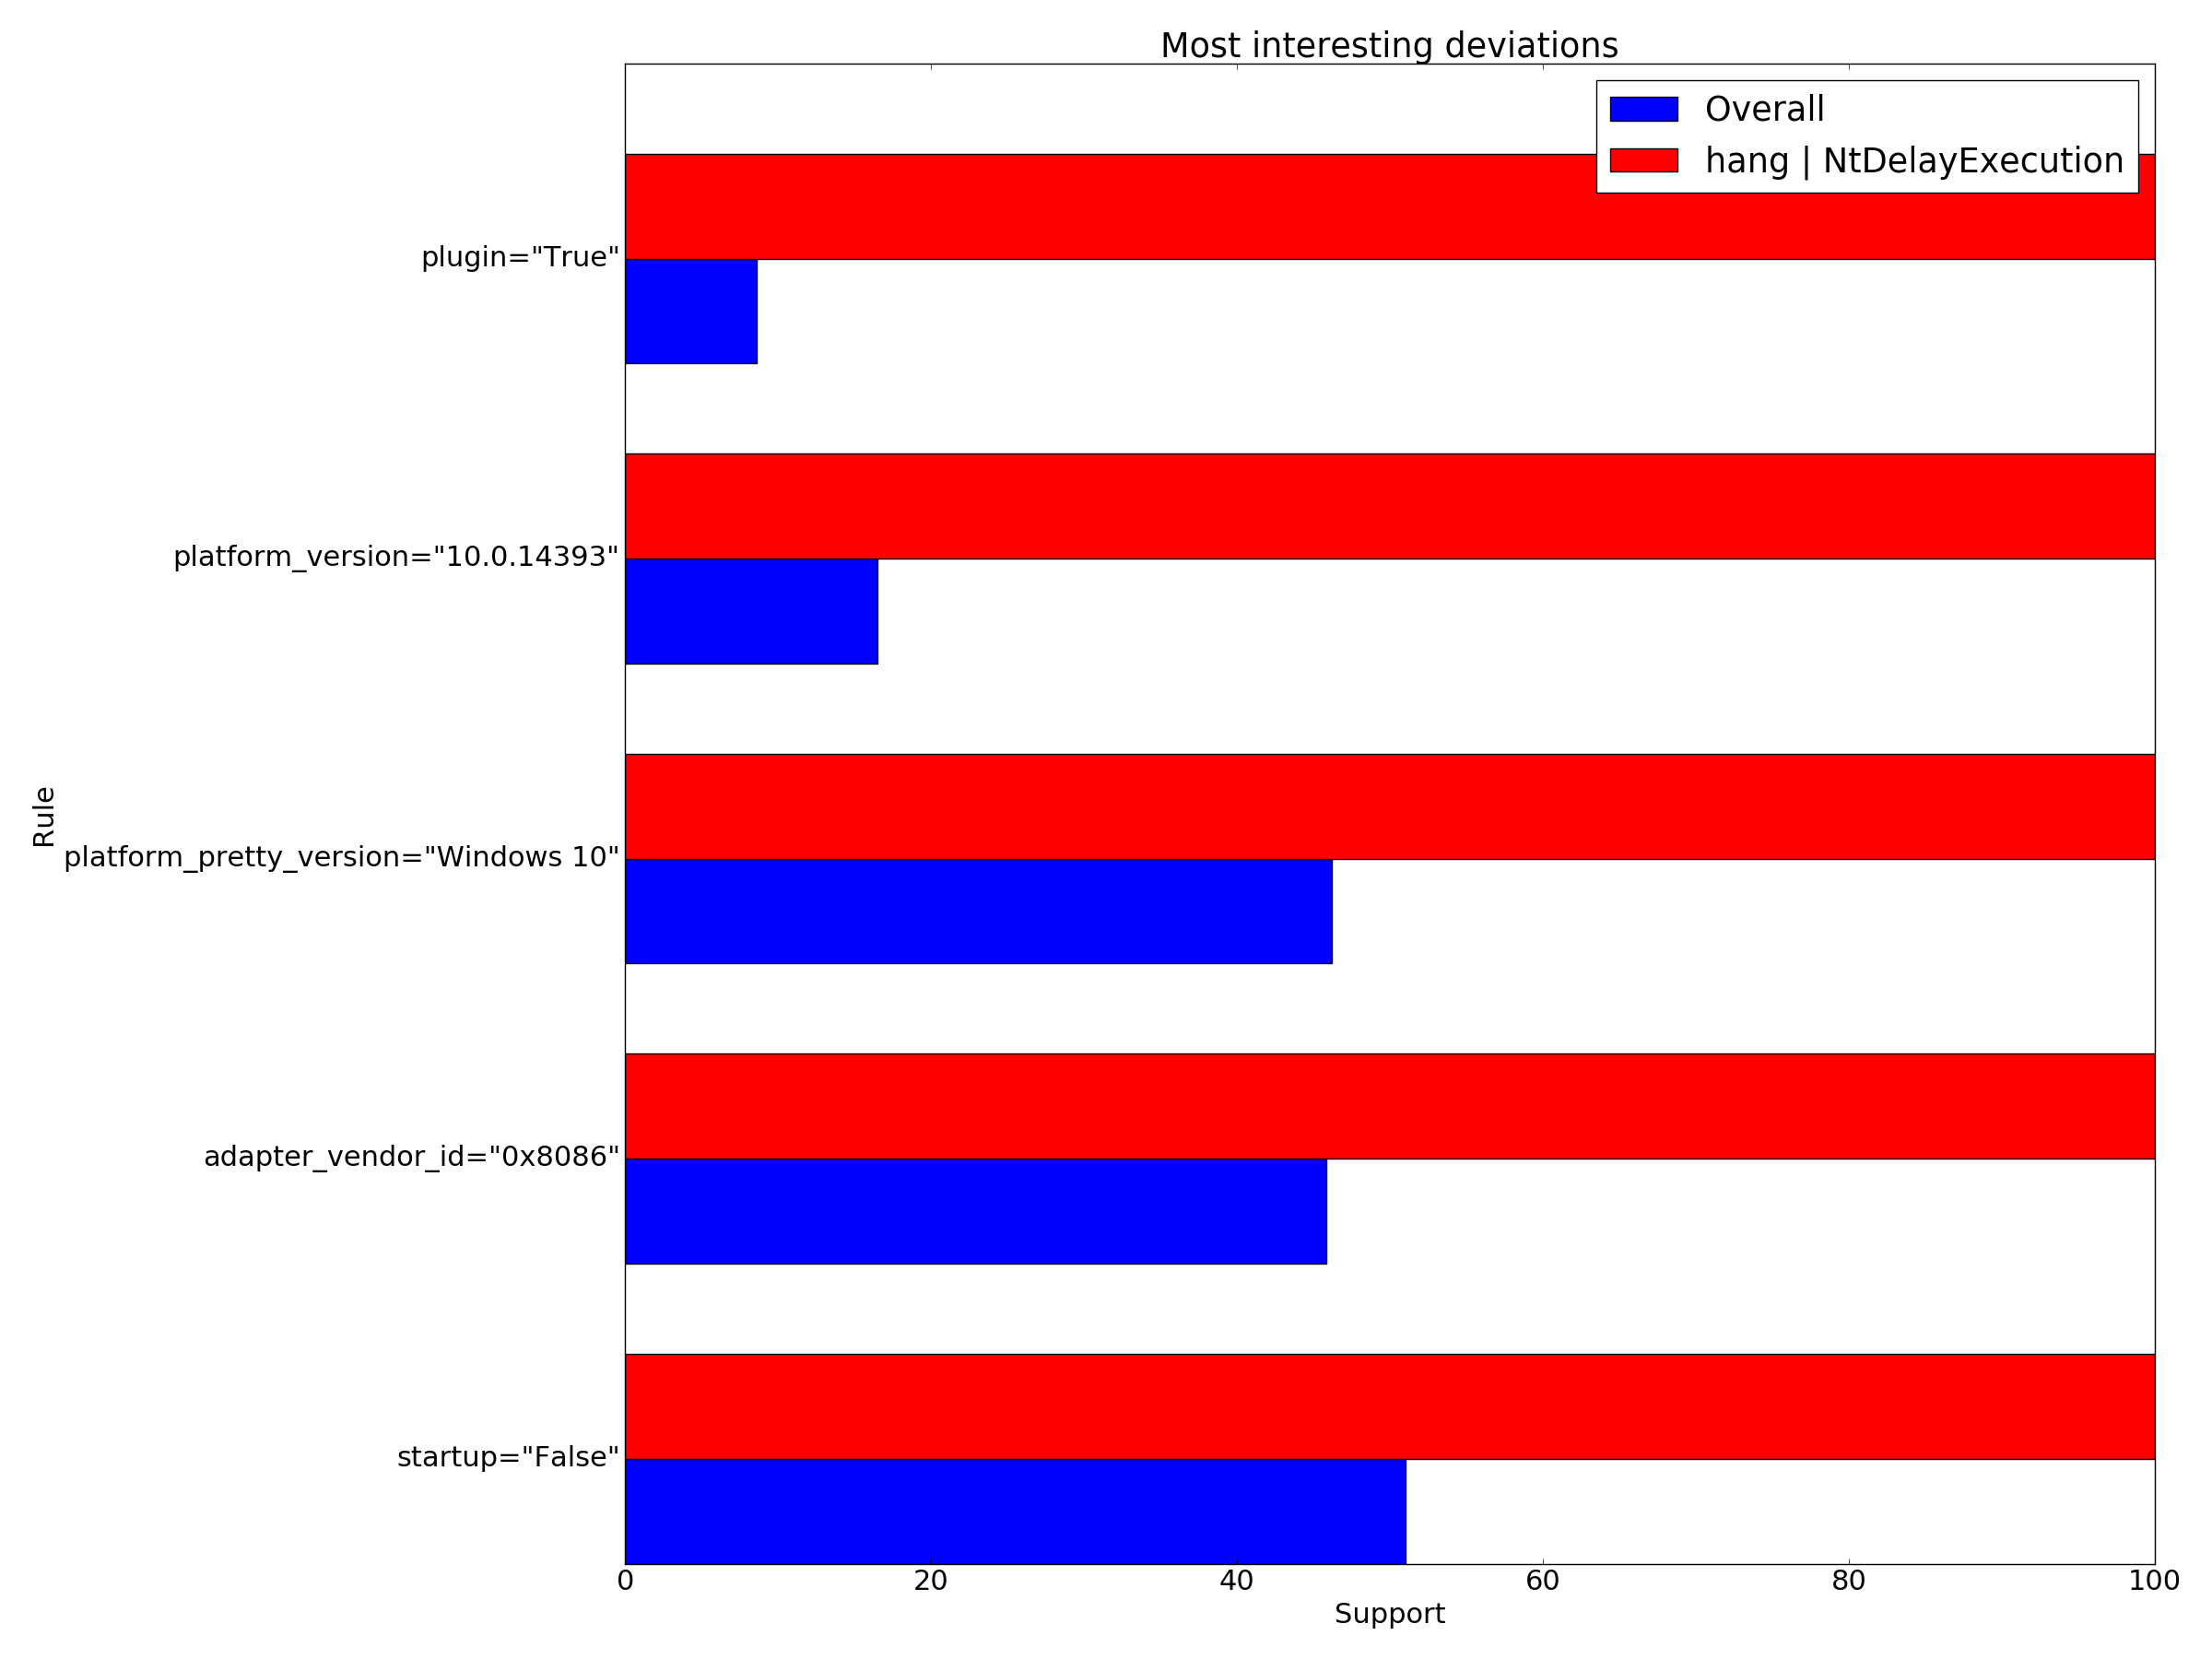 Most interesting deviations
Overall
hang | NtDelayExecution
plugin="True"
platform_version="10.0.14393"
Rule
platform_pretty_version="Windows 10"
adapter_vendor_id="0x8086"
startup="False"
0 20 40 60 80 100
Support